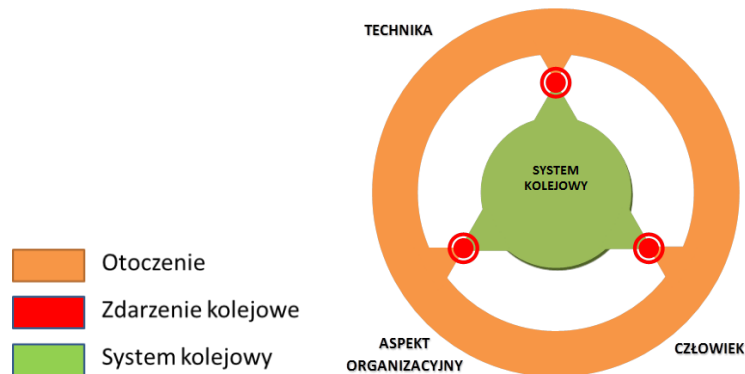 TECHNIKA
SYSTEM
KOLEJOWY
Otoczenie
Zdarzenie kolejowe
System kolejowy
ASPEKT
ORGANIZACYJNY
CZŁOWIEK